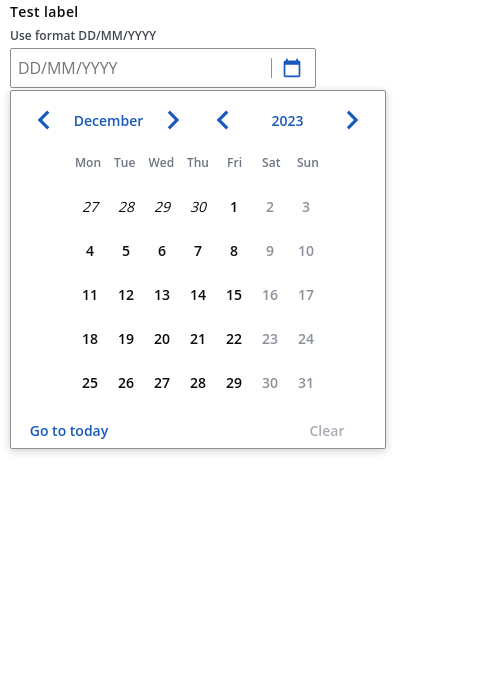 Test label
Use format DD/MM/YYYY
DD/MM/YYYY
December 2023
Mon Tue Wed Thu Fri Sat Sun
27 28 29 30 1 2 3
4 5 6 7 8 9 10
11 12 13 14 15 16 17
18 19 20 21 22 23 24
25 26 27 28 29 30 31
Go to today Clear